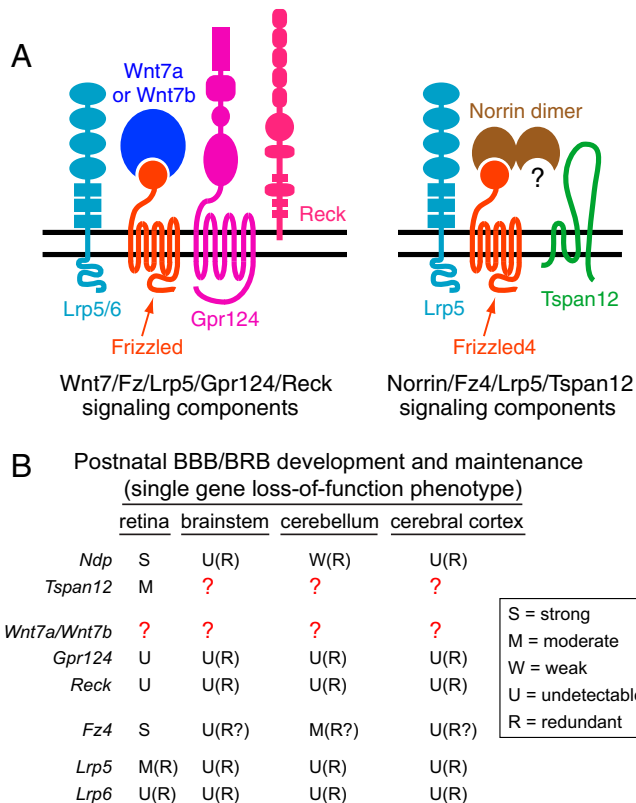 A
Wnt7a
or Wnt7b
Norrin dimer
?
Reck
Lrp5/6
Gpr124
Frizzled
Lrp5
Tspan12
Frizzled4
Wnt7/Fz/Lrp5/Gpr124/Reck
signaling components
Norrin/Fz4/Lrp5/Tspan12
signaling components
B
Postnatal BBB/BRB development and maintenance
(single gene loss-of-function phenotype)
retina brainstem cerebellum cerebral cortex
Ndp S U(R) W(R) U(R)
Tspan12 M ? ? ?
Wnt7a/Wnt7b ? ? ? ?
Gpr124 U U(R) U(R) U(R)
Reck U U(R) U(R) U(R)
Fz4 S U(R?) M(R?) U(R?)
Lrp5 M(R) U(R) U(R) U(R)
Lrp6 U(R) U(R) U(R) U(R)
S = strong
M = moderate
W = weak
U = undetectable
R = redundant